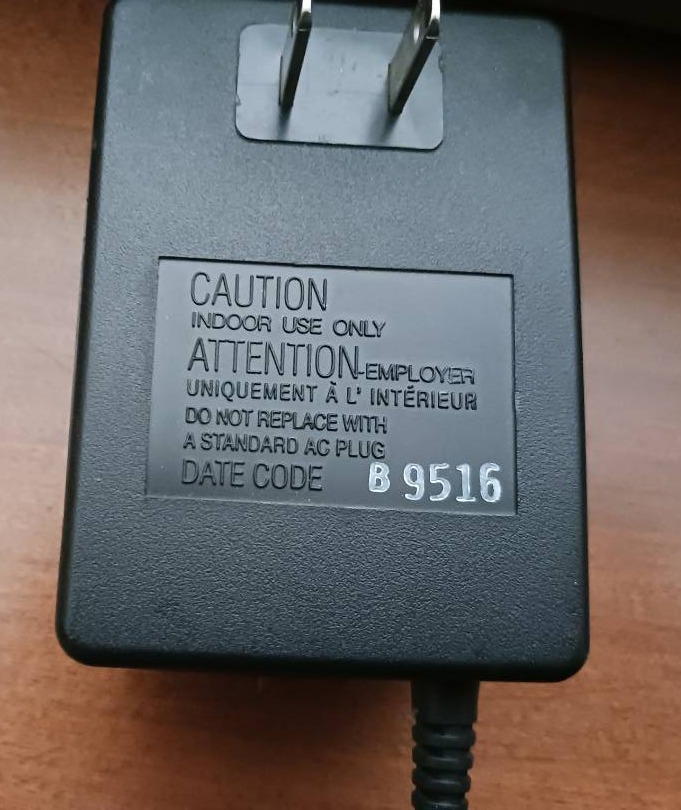 CAUTION
INDOOR USE ONLY
ATTENTION-EMPLOYER
UNIQUEMENT À L' INTÉRIEUR
DO NOT REPLACE WITH
A STANDARD AC PLUG
DATE CODE B 9516